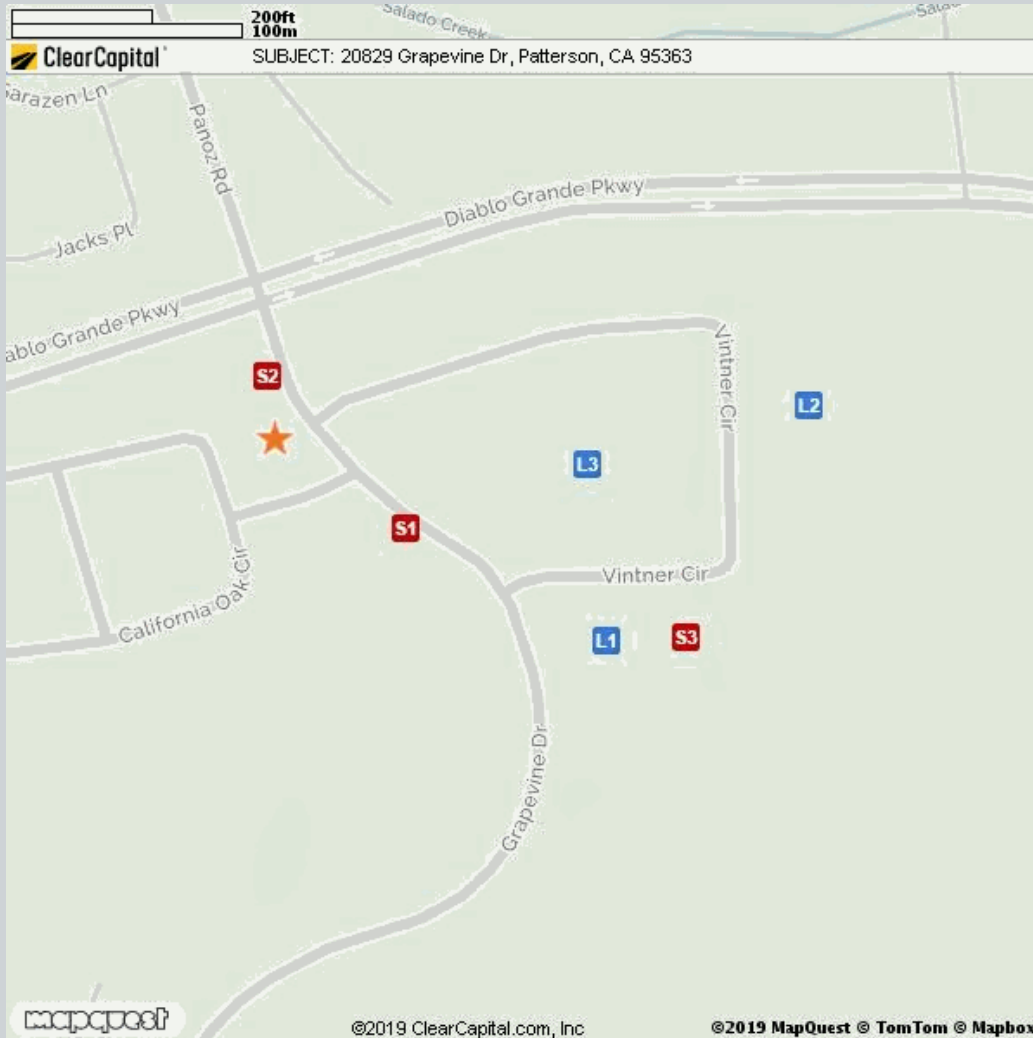 200ft
100m
Salado Creek
ClearCapital
SUBJECT: 20829 Grapevine Dr, Patterson, CA 95363
Sarazen Ln
Panoz Rd
Diablo Grande Pkwy
Jacks Pl
ablo Grande Pkwy
Vintner Cir
S2
L2
L3
S1
California Oak Cir
Vintner Cir
L1
S3
Grapevine Dr
mapquest
©2019 ClearCapital.com, Inc
©2019 MapQuest © TomTom © Mapbox